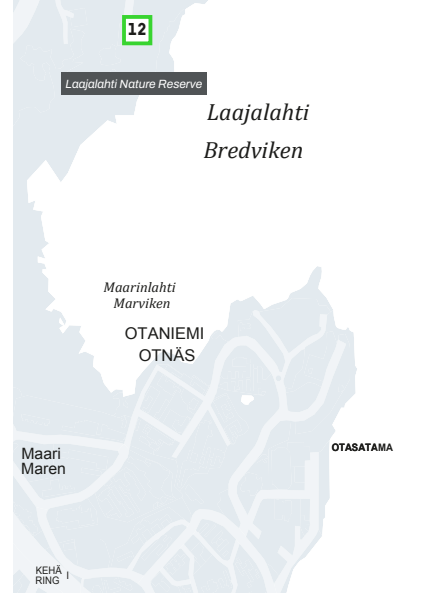 12
Laajalahti Nature Reserve
Laajalahti
Bredviken
Maarinlahti
Marviken
OTANIEMI
OTNÄS
OTASATAMA
Maari
Maren
KEHÄ I
RING